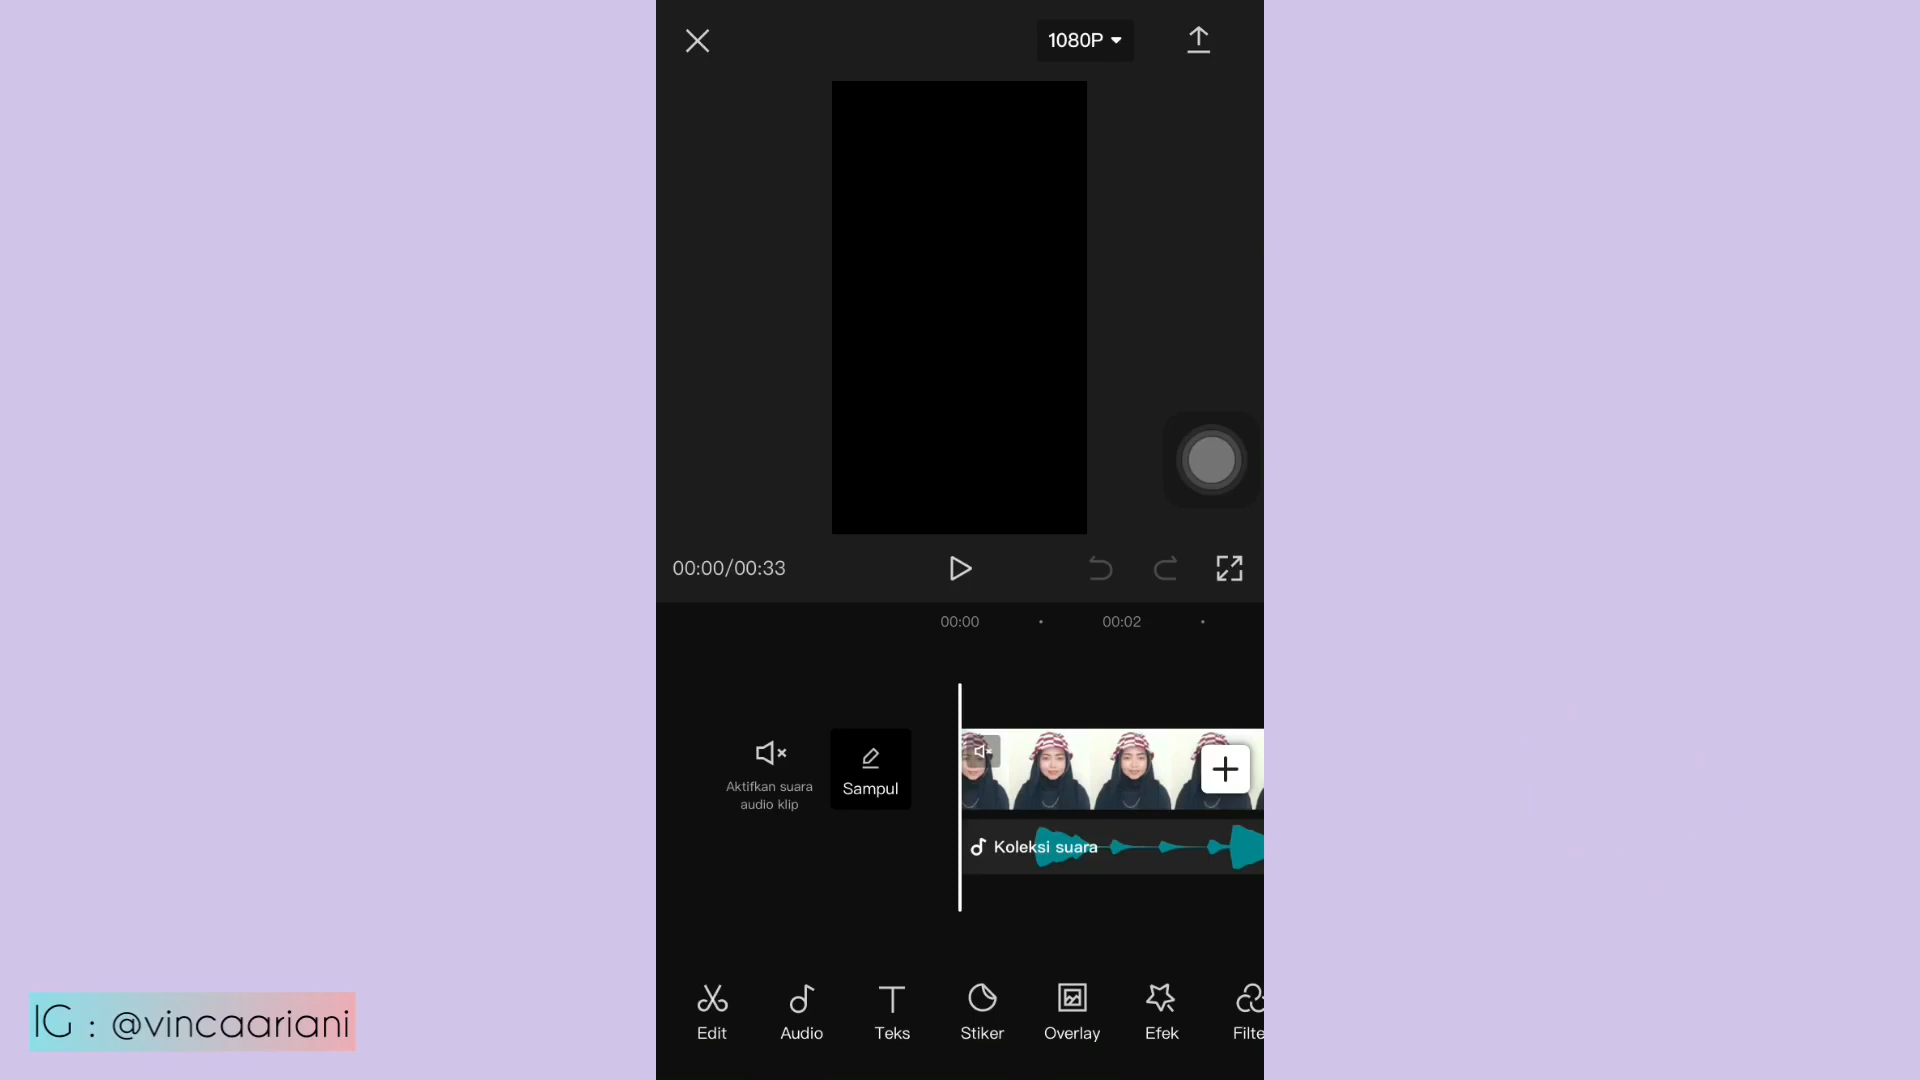 1080P
00:00/00:33
00:00
00:02
Aktifkan suara
audio klip
Sampul
Koleksi suara
Edit
Audio
Teks
Stiker
Overlay
Efek
Filte
IG : @vincaariani